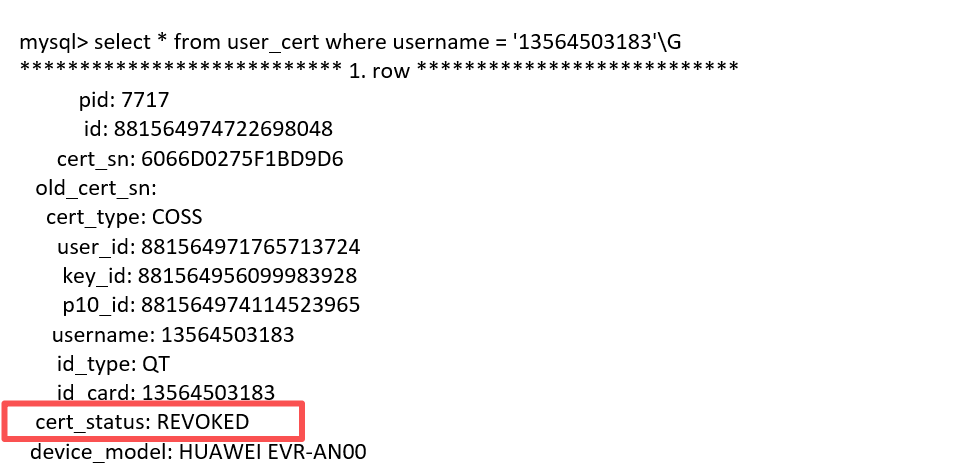 mysql> select * from user_cert where username = '13564503183'\G
*************************** 1. row ***************************
pid: 7717
id: 881564974722698048
cert_sn: 6066D0275F1BD9D6
old_cert_sn:
cert_type: COSS
user_id: 881564971765713724
key_id: 881564956099983928
p10_id: 881564974114523965
username: 13564503183
id_type: QT
id_card: 13564503183
cert_status: REVOKED
device_model: HUAWEI EVR-AN00